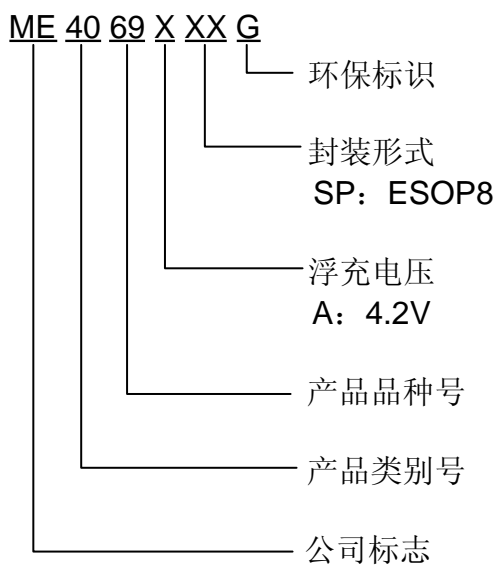 ME 40 69 X XX G
环保标识
封装形式
SP：ESOP8
浮充电压
A：4.2V
产品品种号
产品类别号
公司标志